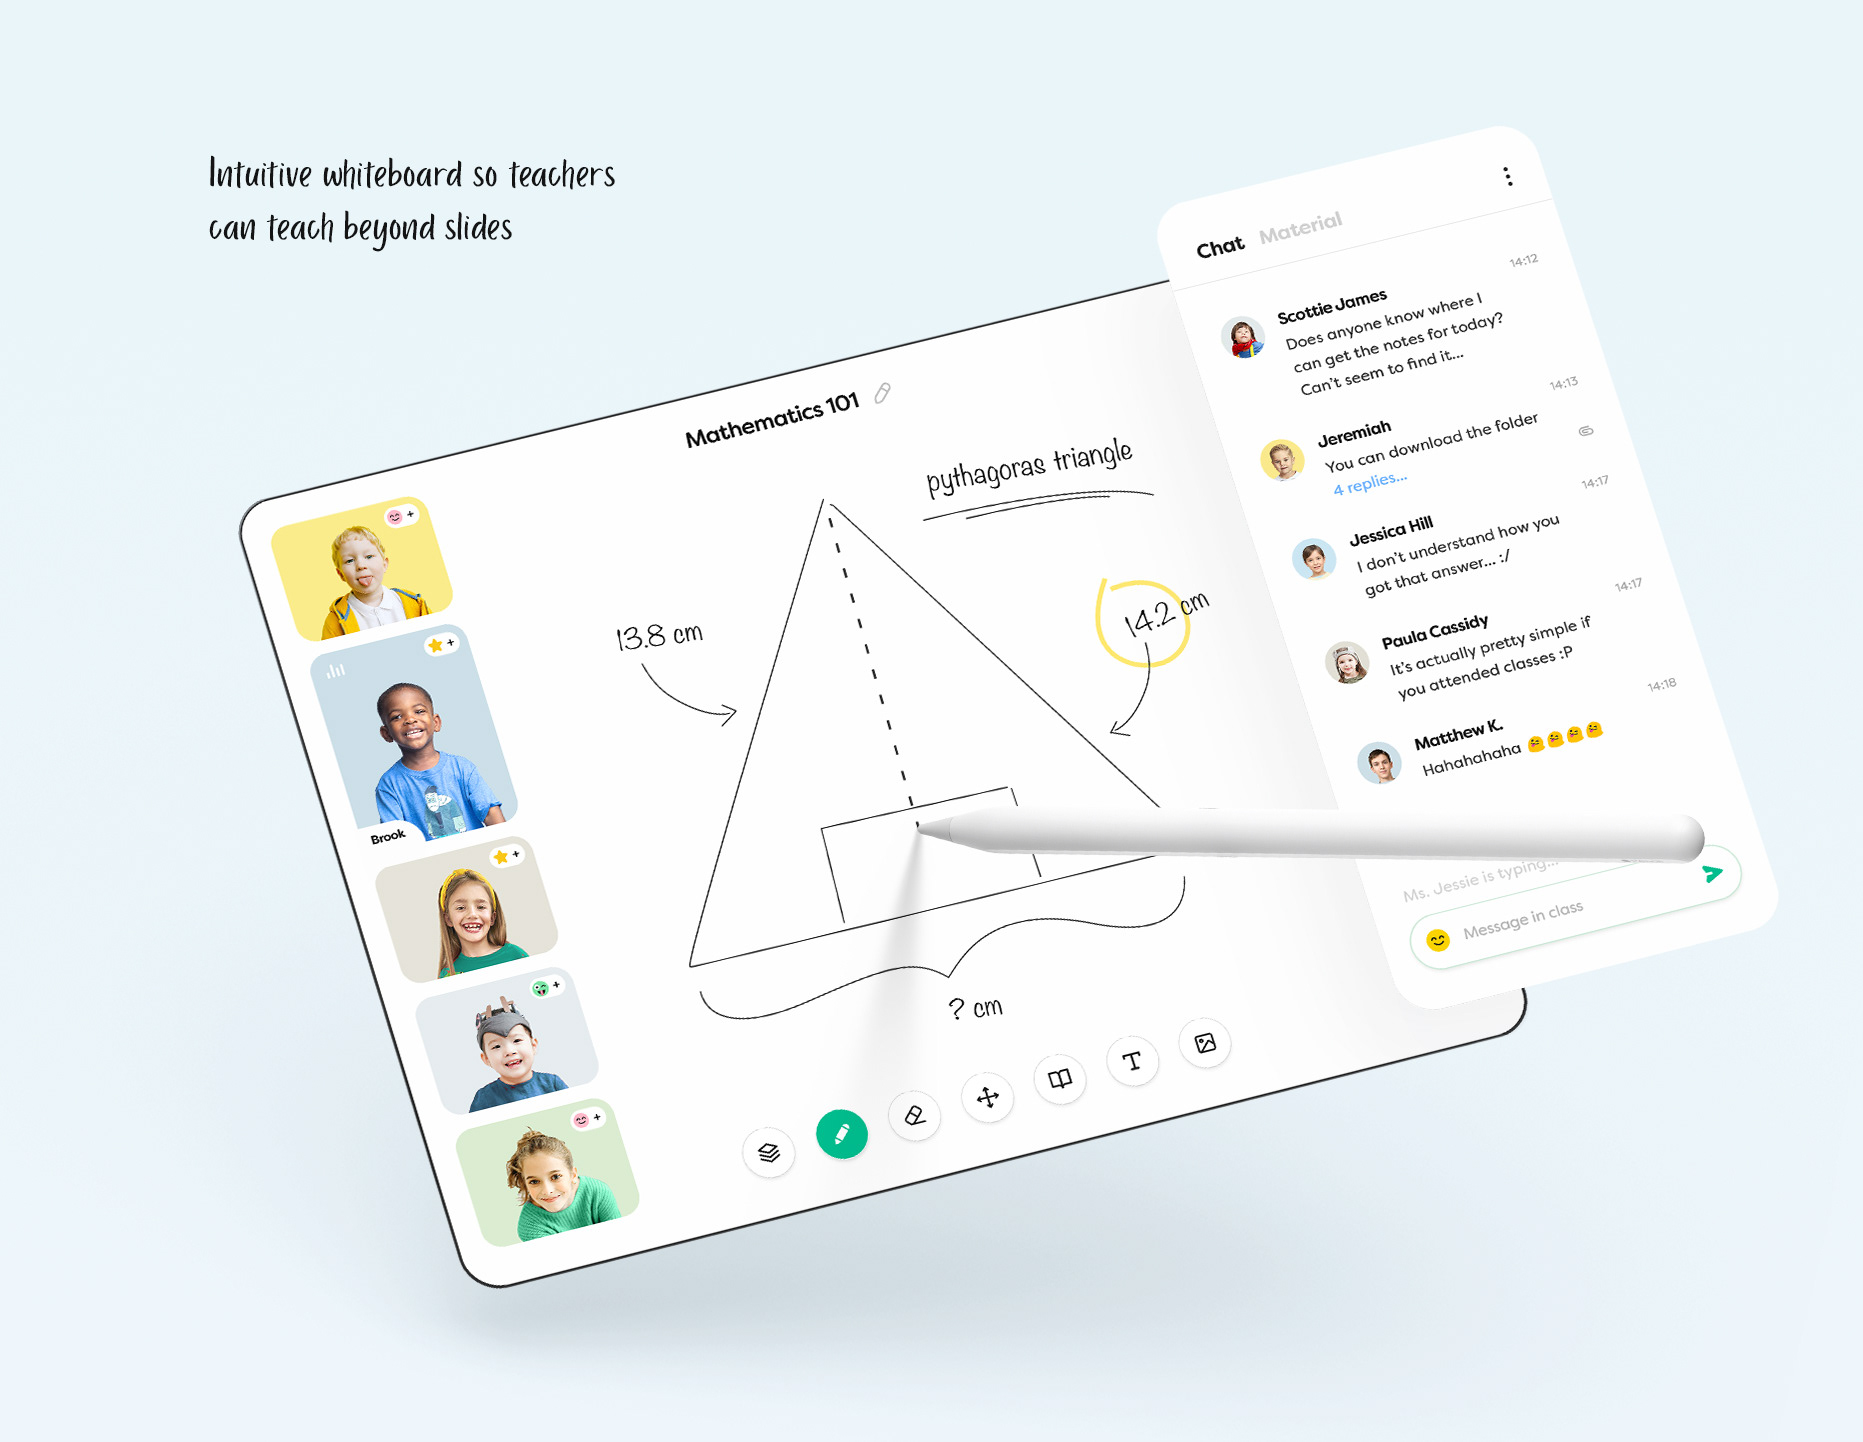 Intuitive whiteboard so teachers
can teach beyond slides
Mathematics 101
pythagoras triangle
13.8 cm
14.2 cm
? cm
Brook
Chat Material
14:12
Scottie James
Does anyone know where I
can get the notes for today?
Can't seem to find it...
14:13
Jeremiah
You can download the folder
4 replies...
14:17
Jessica Hill
I don't understand how you
got that answer... :/
14:17
Paula Cassidy
It's actually pretty simple if
you attended classes :P
14:18
Matthew K.
Hahahahaha 😝😝😝😝
Ms. Jessie is typing...
Message in class